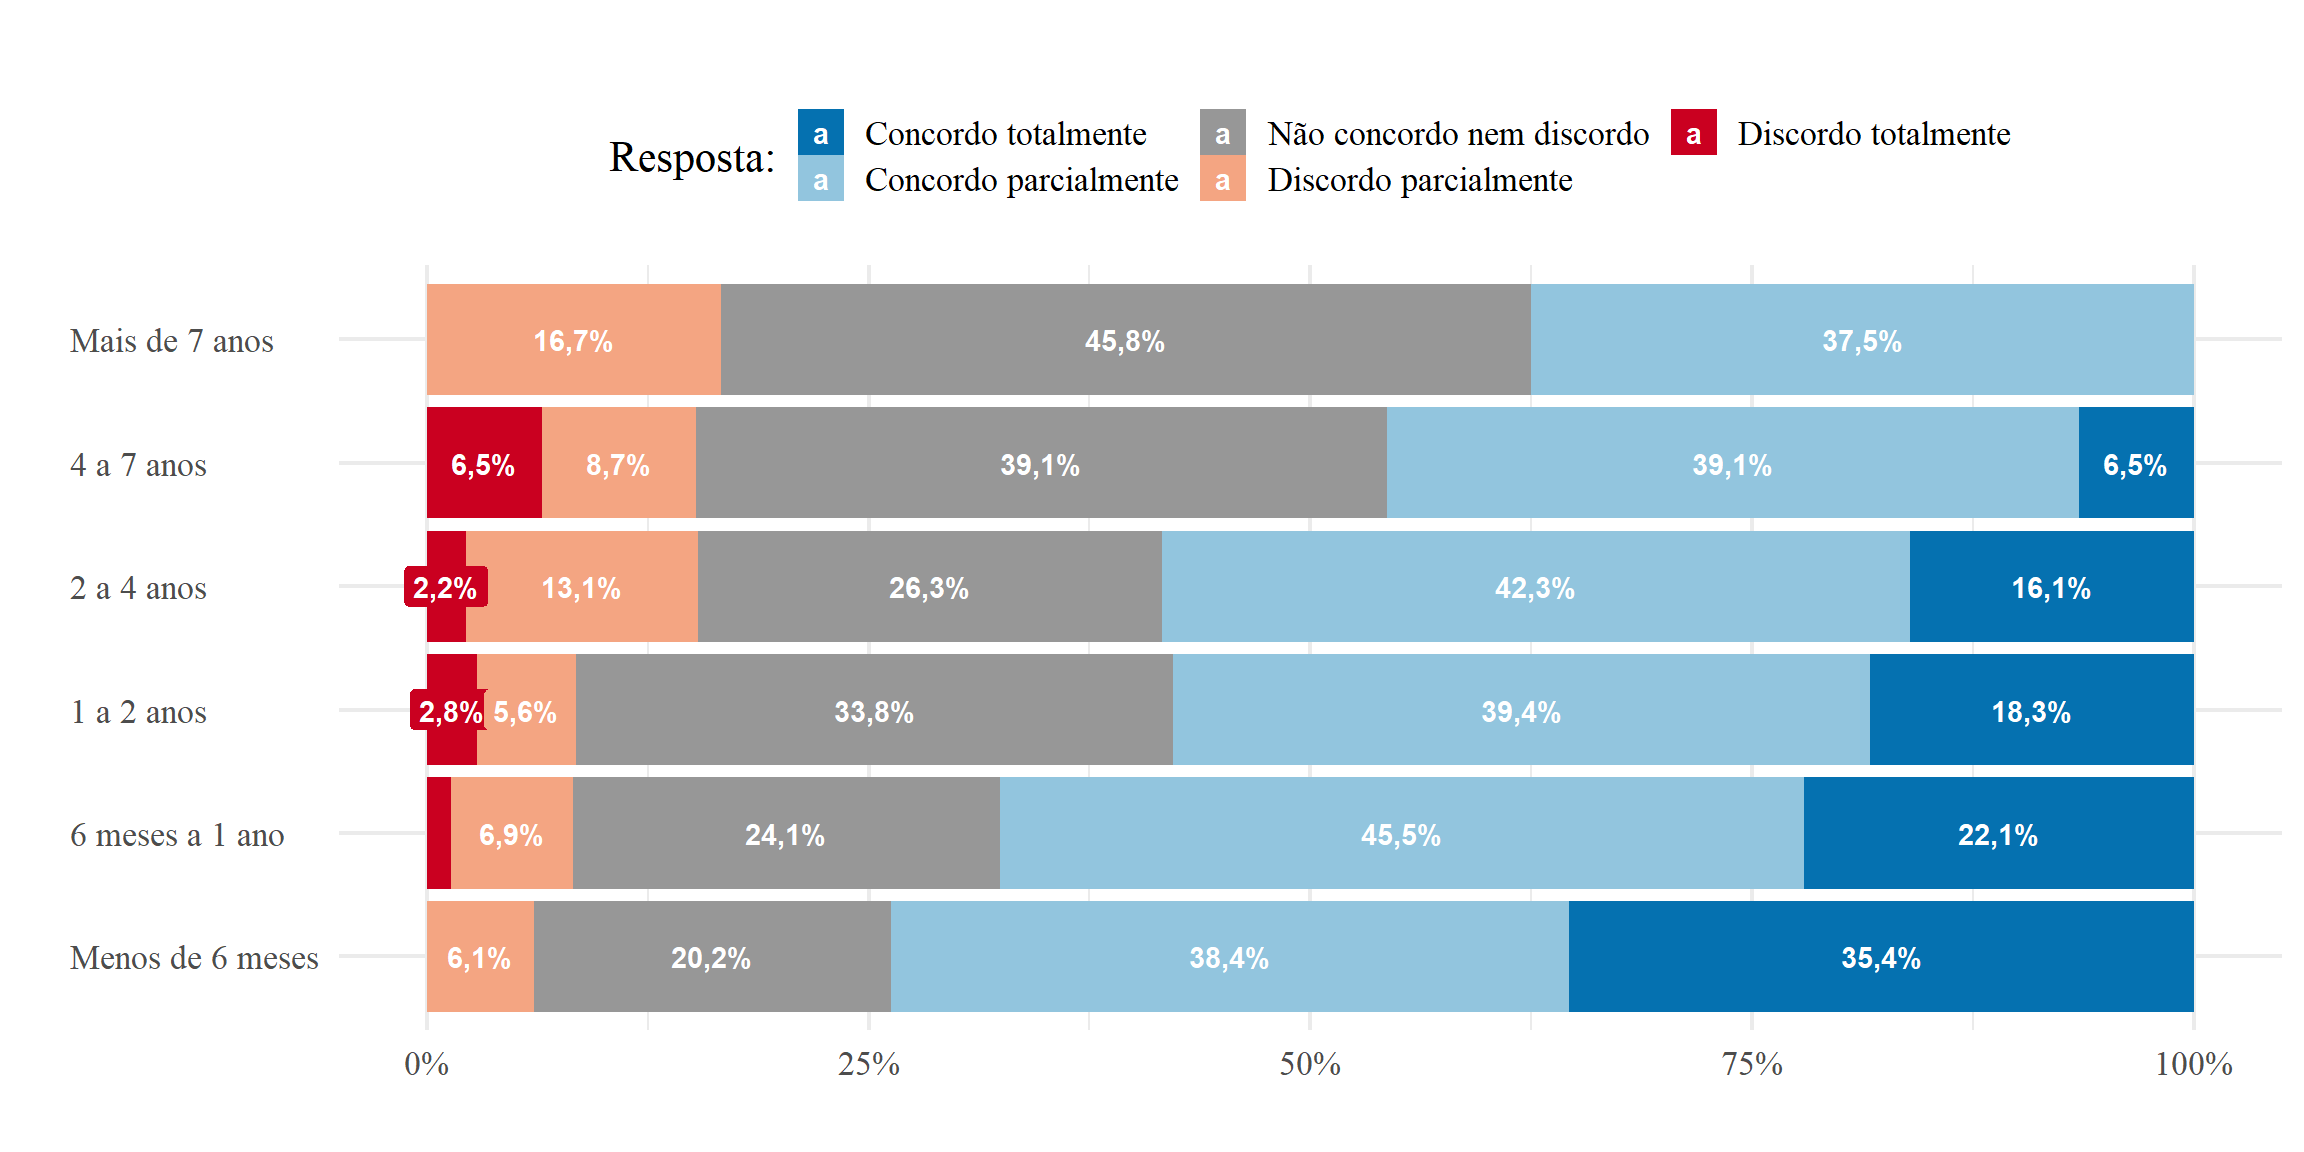 Resposta:
a Concordo totalmente a Não concordo nem discordo a Discordo totalmente
a Concordo parcialmente a Discordo parcialmente
Mais de 7 anos 16,7% 45,8% 37,5%
4 a 7 anos 6,5% 8,7% 39,1% 39,1% 6,5%
2 a 4 anos 2,2% 13,1% 26,3% 42,3% 16,1%
1 a 2 anos 2,8% 5,6% 33,8% 39,4% 18,3%
6 meses a 1 ano 6,9% 24,1% 45,5% 22,1%
Menos de 6 meses 6,1% 20,2% 38,4% 35,4%
0% 25% 50% 75% 100%